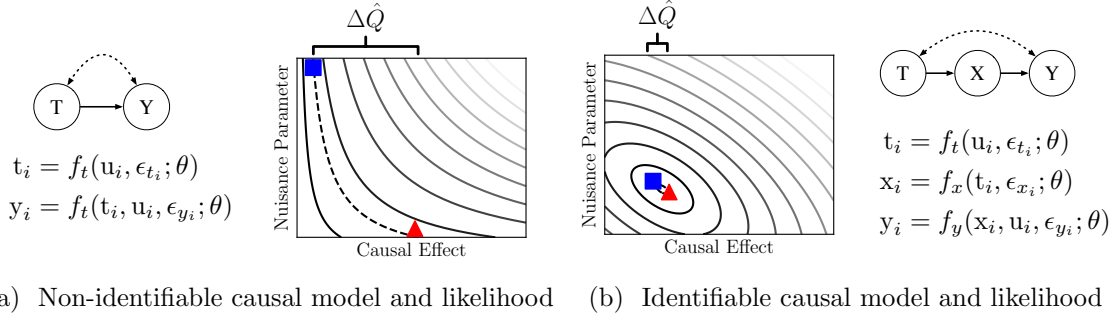 T
Y
t_i = f_t(u_i, ϵ_{t_i}; θ)
y_i = f_t(t_i, u_i, ϵ_{y_i}; θ)
ΔQ̂
Nuisance Parameter
Causal Effect
ΔQ̂
Nuisance Parameter
Causal Effect
T
X
Y
t_i = f_t(u_i, ϵ_{t_i}; θ)
x_i = f_x(t_i, ϵ_{x_i}; θ)
y_i = f_y(x_i, u_i, ϵ_{y_i}; θ)
a) Non-identifiable causal model and likelihood
(b) Identifiable causal model and likelihood